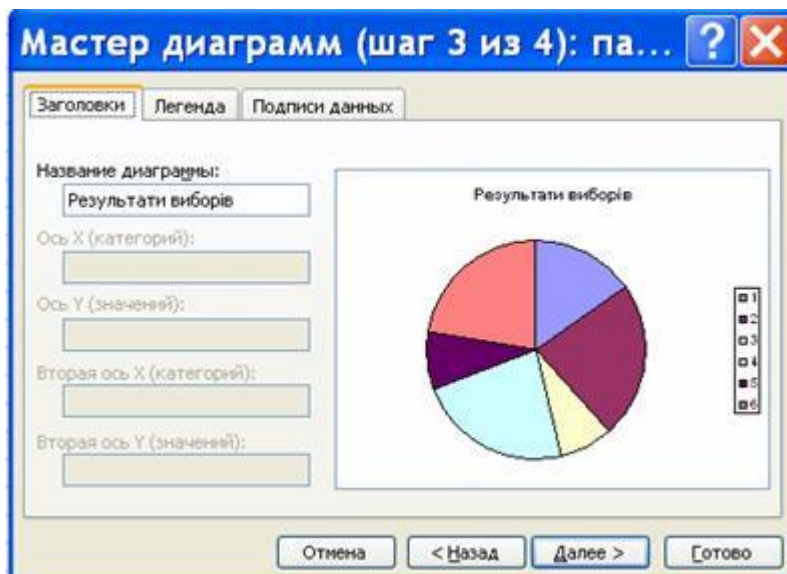 Мастер диаграмм (шаг 3 из 4): па...
Заголовки
Легенда
Подписи данных
Название диаграммы:
Результати виборів
Ось X (категорий):
Ось Y (значений):
Вторая ось X (категорий):
Вторая ось Y (значений):
Результати виборів
1
2
3
4
5
6
Отмена
< Назад
Далее >
Готово